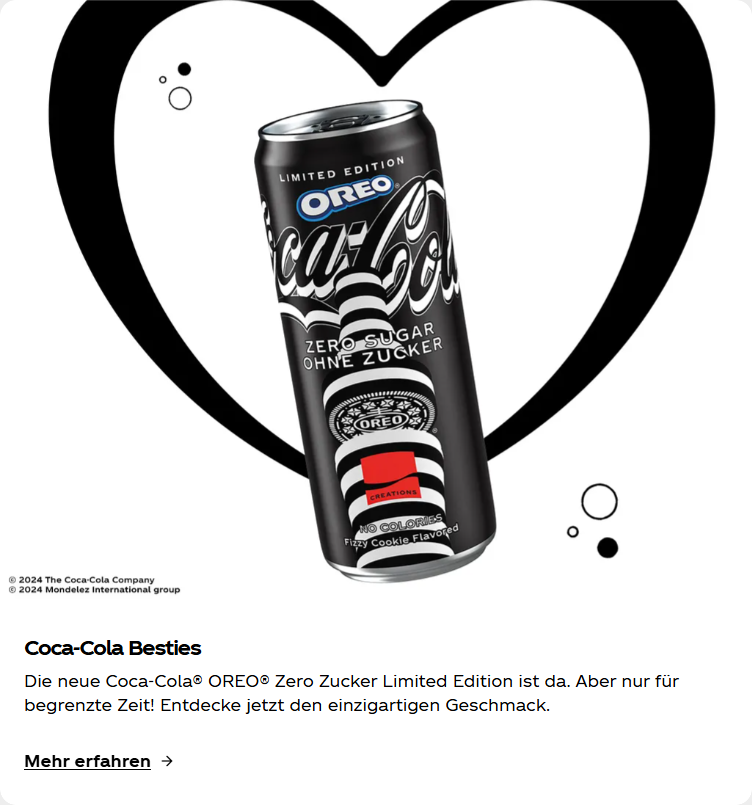 LIMITED EDITION
OREO®
Coca-Cola
ZERO SUGAR
OHNE ZUCKER
OREO
CREATIONS
NO CALORIES
Fizzy Cookie Flavored
© 2024 The Coca-Cola Company
© 2024 Mondelez International group
Coca-Cola Besties
Die neue Coca-Cola® OREO® Zero Zucker Limited Edition ist da. Aber nur für
begrenzte Zeit! Entdecke jetzt den einzigartigen Geschmack.
Mehr erfahren →